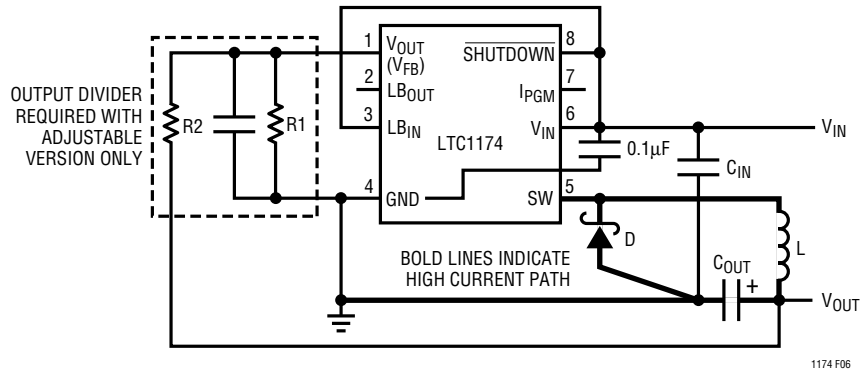 OUTPUT DIVIDER
REQUIRED WITH
ADJUSTABLE
VERSION ONLY
R2
R1
1
VOUT
(VFB)
2
LBOUT
3
LBIN
4
GND
LTC1174
8
SHUTDOWN
7
IPGM
6
VIN
5
SW
0.1μF
CIN
VIN
D
L
BOLD LINES INDICATE
HIGH CURRENT PATH
COUT
+
VOUT
1174 F06